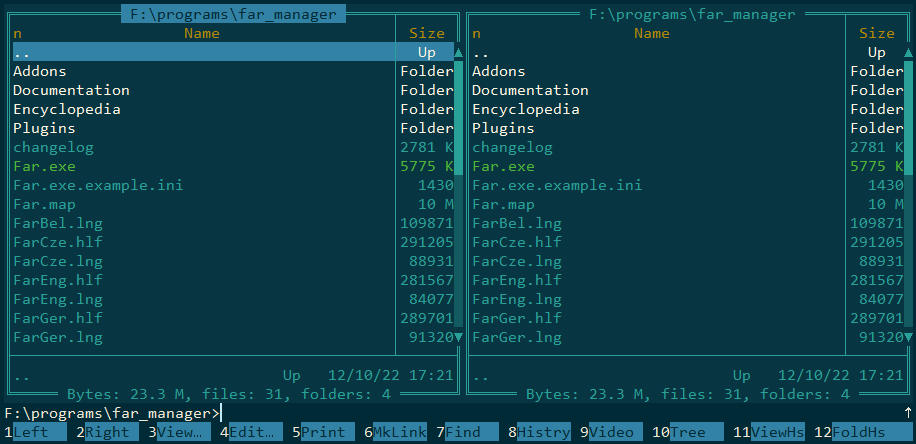 F:\programs\far_manager F:\programs\far_manager
n Name Size n Name Size
.. Up .. Up
Addons Folder Addons Folder
Documentation Folder Documentation Folder
Encyclopedia Folder Encyclopedia Folder
Plugins Folder Plugins Folder
changelog 2781 K changelog 2781 K
Far.exe 5775 K Far.exe 5775 K
Far.exe.example.ini 1430 Far.exe.example.ini 1430
Far.map 10 M Far.map 10 M
FarBel.lng 109871 FarBel.lng 109871
FarCze.hlf 291205 FarCze.hlf 291205
FarCze.lng 88931 FarCze.lng 88931
FarEng.hlf 281567 FarEng.hlf 281567
FarEng.lng 84077 FarEng.lng 84077
FarGer.hlf 289701 FarGer.hlf 289701
FarGer.lng 91320 FarGer.lng 91320
.. Up 12/10/22 17:21 .. Up 12/10/22 17:21
Bytes: 23.3 M, files: 31, folders: 4 Bytes: 23.3 M, files: 31, folders: 4
F:\programs\far_manager> ↑
1Left 2Right 3View… 4Edit… 5Print 6MkLink 7Find 8Histry 9Video 10Tree 11ViewHs 12FoldHs